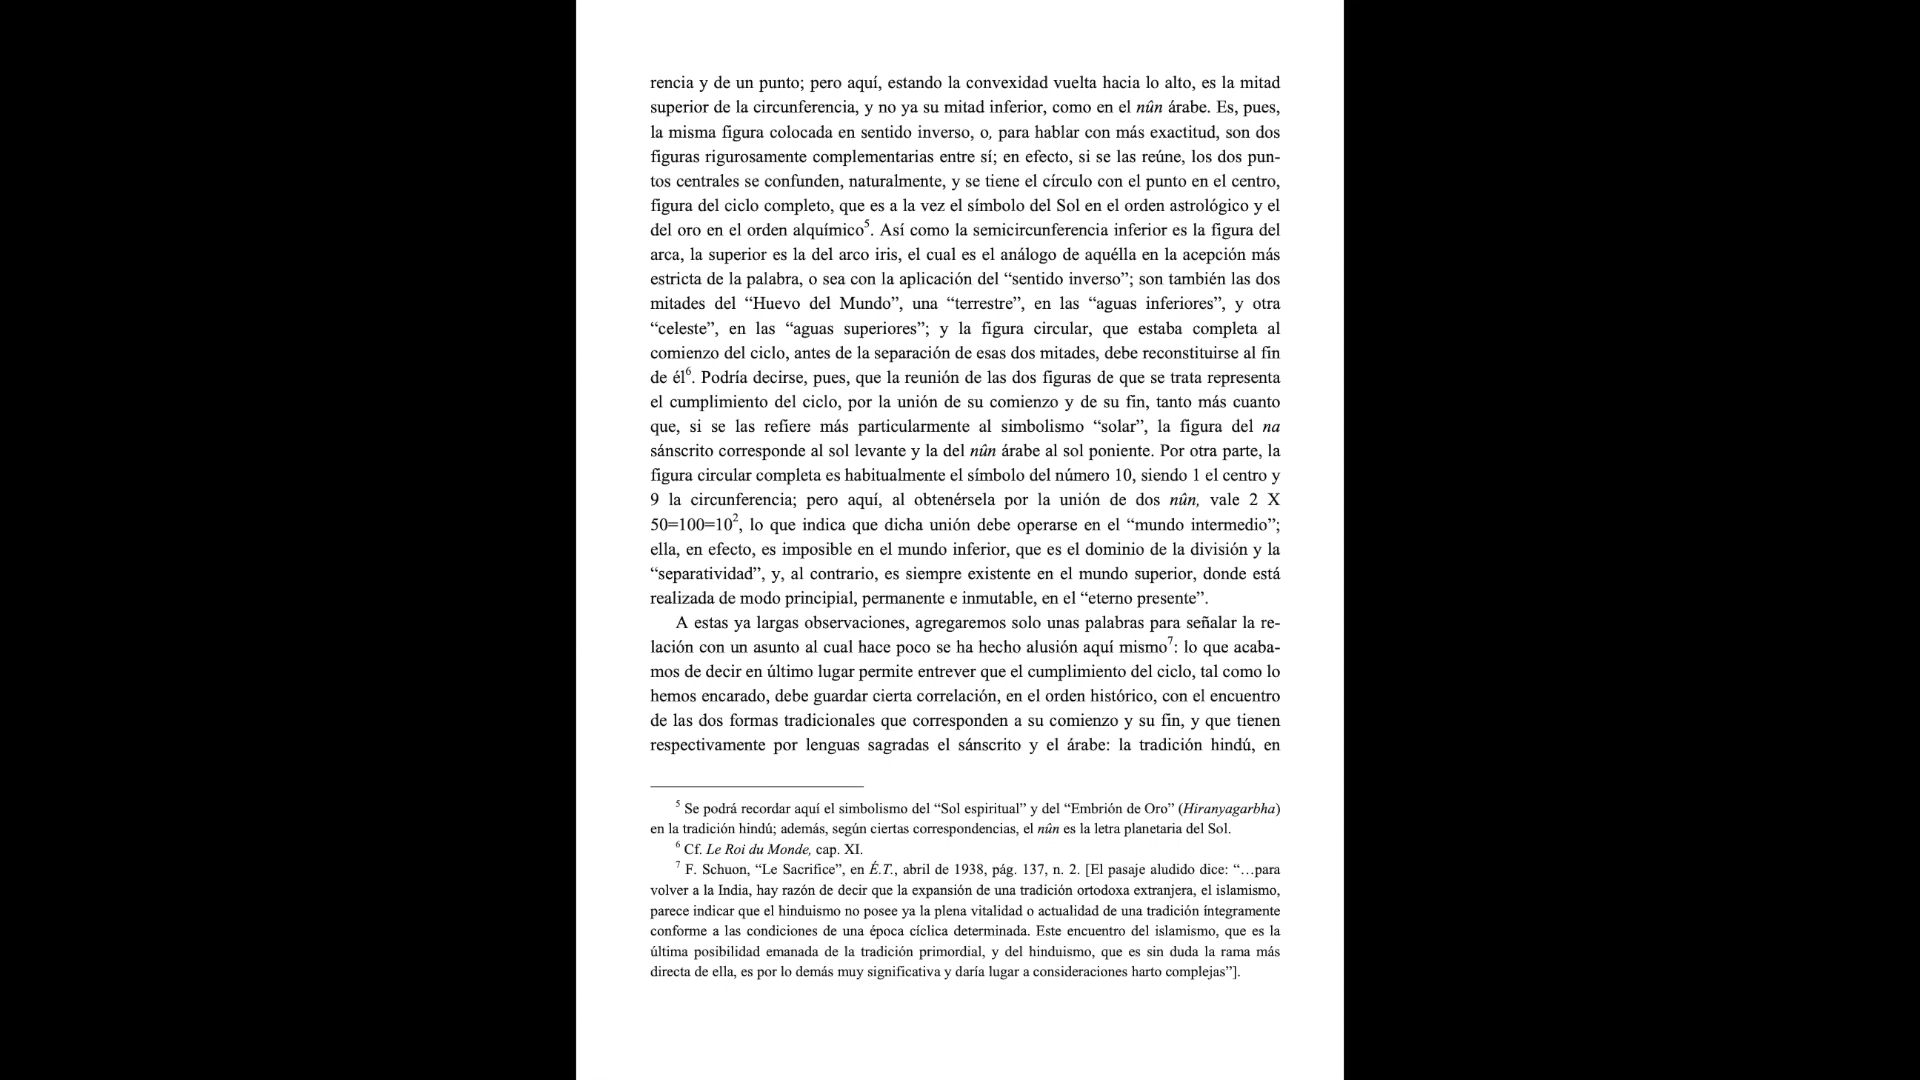 rencia y de un punto; pero aquí, estando la convexidad vuelta hacia lo alto, es la mitad
superior de la circunferencia, y no ya su mitad inferior, como en el nûn árabe. Es, pues,
la misma figura colocada en sentido inverso, o, para hablar con más exactitud, son dos
figuras rigurosamente complementarias entre sí; en efecto, si se las reúne, los dos pun-
tos centrales se confunden, naturalmente, y se tiene el círculo con el punto en el centro,
figura del ciclo completo, que es a la vez el símbolo del Sol en el orden astrológico y el
del oro en el orden alquímico⁵. Así como la semicircunferencia inferior es la figura del
arca, la superior es la del arco iris, el cual es el análogo de aquélla en la acepción más
estricta de la palabra, o sea con la aplicación del “sentido inverso”; son también las dos
mitades del “Huevo del Mundo”, una “terrestre”, en las “aguas inferiores”, y otra
“celeste”, en las “aguas superiores”; y la figura circular, que estaba completa al
comienzo del ciclo, antes de la separación de esas dos mitades, debe reconstituirse al fin
de él⁶. Podría decirse, pues, que la reunión de las dos figuras de que se trata representa
el cumplimiento del ciclo, por la unión de su comienzo y de su fin, tanto más cuanto
que, si se las refiere más particularmente al simbolismo “solar”, la figura del na
sánscrito corresponde al sol levante y la del nûn árabe al sol poniente. Por otra parte, la
figura circular completa es habitualmente el símbolo del número 10, siendo 1 el centro y
9 la circunferencia; pero aquí, al obtenérsela por la unión de dos nûn, vale 2 X
50=100=10², lo que indica que dicha unión debe operarse en el “mundo intermedio”;
ella, en efecto, es imposible en el mundo inferior, que es el dominio de la división y la
“separatividad”, y, al contrario, es siempre existente en el mundo superior, donde está
realizada de modo principial, permanente e inmutable, en el “eterno presente”.
A estas ya largas observaciones, agregaremos solo unas palabras para señalar la re-
lación con un asunto al cual hace poco se ha hecho alusión aquí mismo⁷: lo que acaba-
mos de decir en último lugar permite entrever que el cumplimiento del ciclo, tal como lo
hemos encarado, debe guardar cierta correlación, en el orden histórico, con el encuentro
de las dos formas tradicionales que corresponden a su comienzo y su fin, y que tienen
respectivamente por lenguas sagradas el sánscrito y el árabe: la tradición hindú, en
⁵ Se podrá recordar aquí el simbolismo del “Sol espiritual” y del “Embrión de Oro” (Hiranyagarbha)
en la tradición hindú; además, según ciertas correspondencias, el nûn es la letra planetaria del Sol.
⁶ Cf. Le Roi du Monde, cap. XI.
⁷ F. Schuon, “Le Sacrifice”, en É.T., abril de 1938, pág. 137, n. 2. [El pasaje aludido dice: “…para
volver a la India, hay razón de decir que la expansión de una tradición ortodoxa extranjera, el islamismo,
parece indicar que el hinduismo no posee ya la plena vitalidad o actualidad de una tradición íntegramente
conforme a las condiciones de una época cíclica determinada. Este encuentro del islamismo, que es la
última posibilidad emanada de la tradición primordial, y del hinduismo, que es sin duda la rama más
directa de ella, es por lo demás muy significativa y daría lugar a consideraciones harto complejas”].